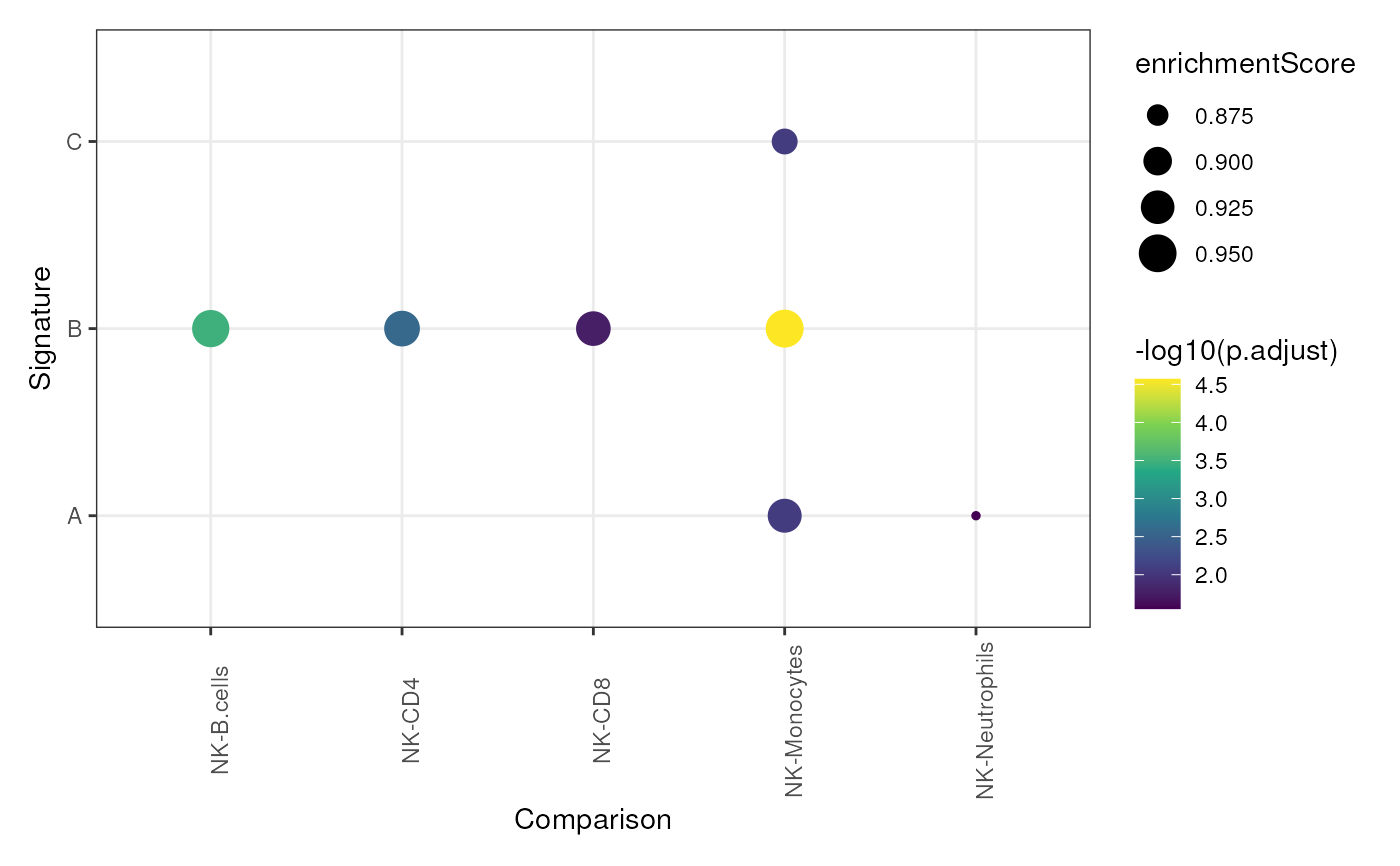 C
B
A
Signature
NK-B.cells
NK-CD4
NK-CD8
NK-Monocytes
NK-Neutrophils
Comparison
enrichmentScore
0.875
0.900
0.925
0.950
-log10(p.adjust)
4.5
4.0
3.5
3.0
2.5
2.0